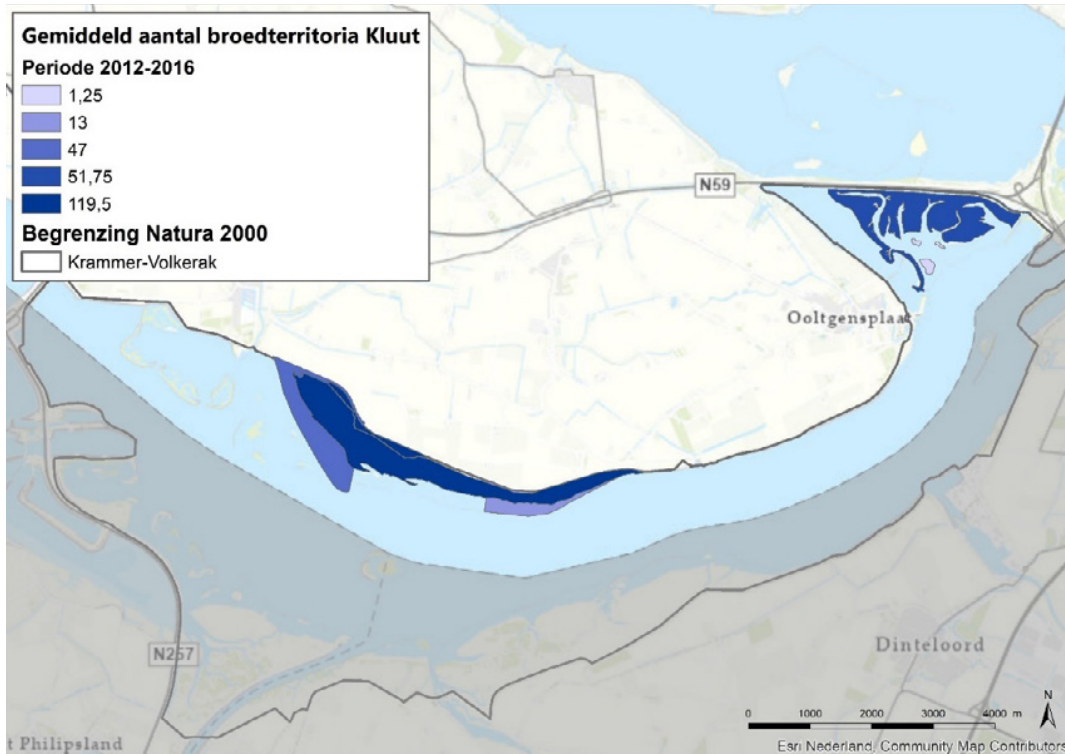 Gemiddeld aantal broedterritoria Kluut
Periode 2012-2016
1,25
13
47
51,75
119,5
Begrenzing Natura 2000
Krammer-Volkerak
N59
Ooltgensplaat
N257
Dinteloord
t Philipsland
N
0 1000 2000 3000 4000 m
Esri Nederland, Community Map Contributors